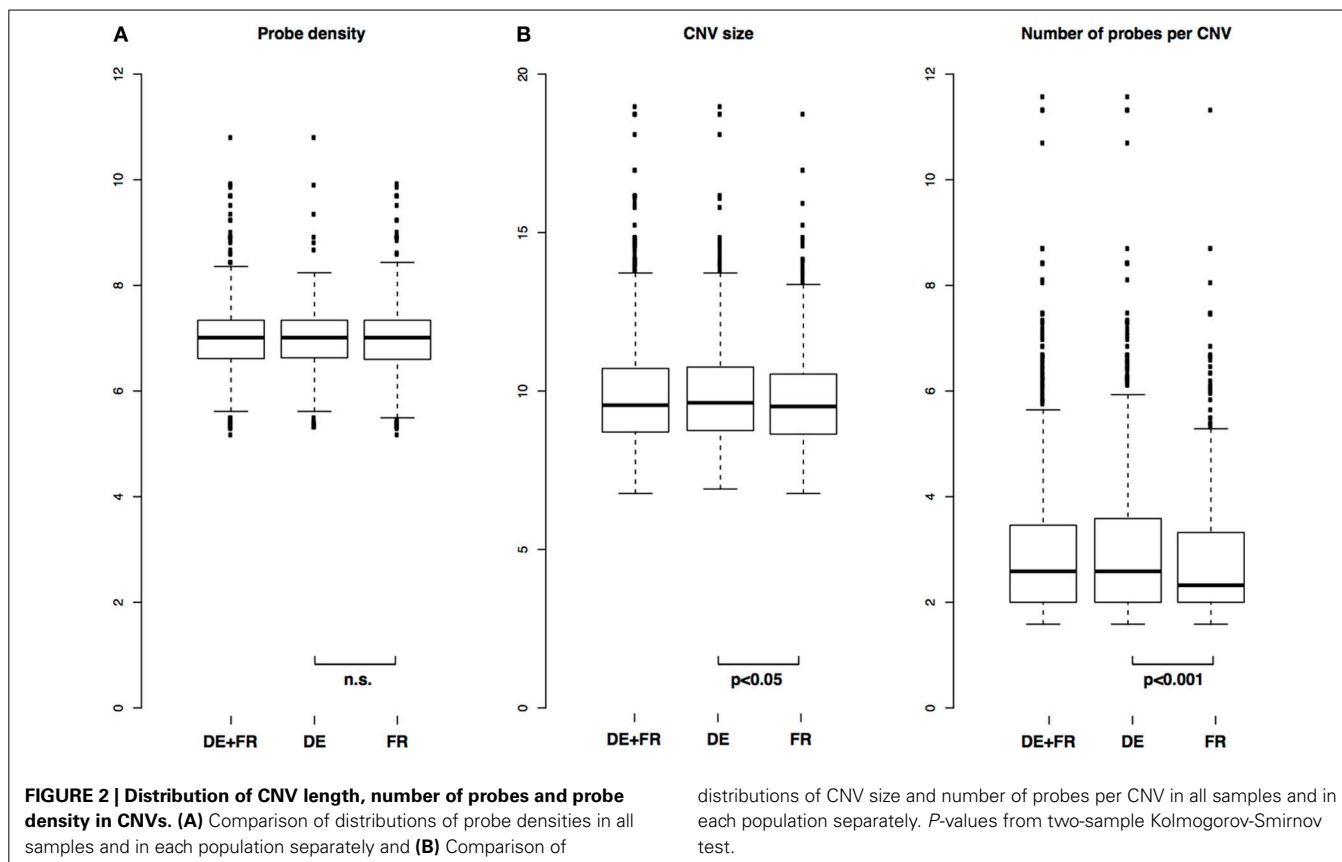 A
Probe density
B
CNV size
Number of probes per CNV
12
10
8
6
4
2
0
n.s.
DE+FR
DE
FR
20
15
10
5
0
p<0.05
DE+FR
DE
FR
12
10
8
6
4
2
0
p<0.001
DE+FR
DE
FR
FIGURE 2 | Distribution of CNV length, number of probes and probe
density in CNVs. (A) Comparison of distributions of probe densities in all
samples and in each population separately and (B) Comparison of
distributions of CNV size and number of probes per CNV in all samples and in
each population separately. P-values from two-sample Kolmogorov-Smirnov
test.